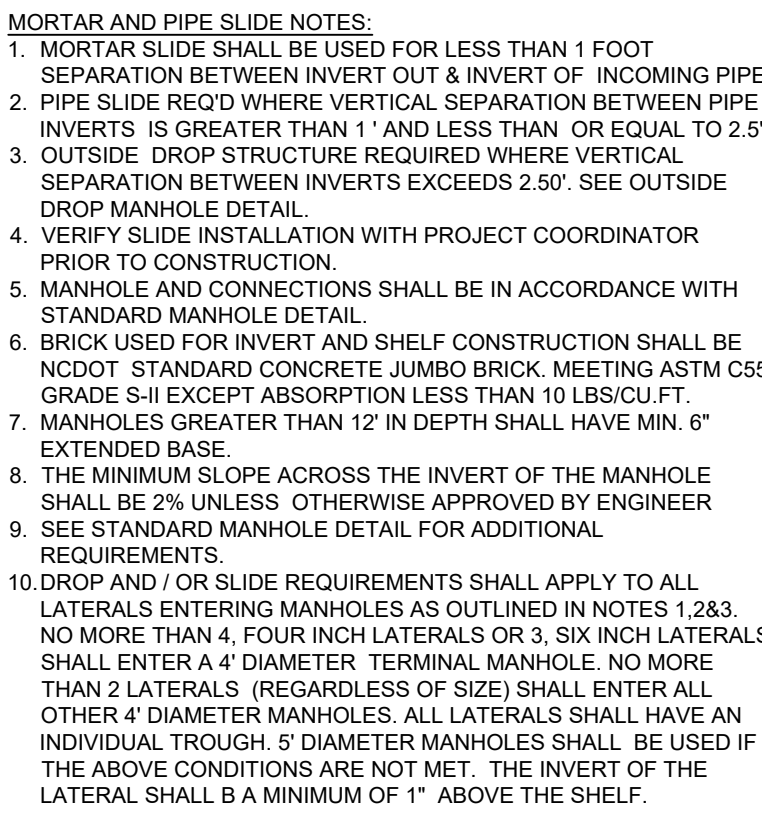 MORTAR AND PIPE SLIDE NOTES:
1. MORTAR SLIDE SHALL BE USED FOR LESS THAN 1 FOOT
SEPARATION BETWEEN INVERT OUT & INVERT OF INCOMING PIPE
2. PIPE SLIDE REQ'D WHERE VERTICAL SEPARATION BETWEEN PIPE
INVERTS IS GREATER THAN 1 ' AND LESS THAN OR EQUAL TO 2.5'
3. OUTSIDE DROP STRUCTURE REQUIRED WHERE VERTICAL
SEPARATION BETWEEN INVERTS EXCEEDS 2.50'. SEE OUTSIDE
DROP MANHOLE DETAIL.
4. VERIFY SLIDE INSTALLATION WITH PROJECT COORDINATOR
PRIOR TO CONSTRUCTION.
5. MANHOLE AND CONNECTIONS SHALL BE IN ACCORDANCE WITH
STANDARD MANHOLE DETAIL.
6. BRICK USED FOR INVERT AND SHELF CONSTRUCTION SHALL BE
NCDOT STANDARD CONCRETE JUMBO BRICK. MEETING ASTM C55
GRADE S-II EXCEPT ABSORPTION LESS THAN 10 LBS/CU.FT.
7. MANHOLES GREATER THAN 12' IN DEPTH SHALL HAVE MIN. 6"
EXTENDED BASE.
8. THE MINIMUM SLOPE ACROSS THE INVERT OF THE MANHOLE
SHALL BE 2% UNLESS OTHERWISE APPROVED BY ENGINEER
9. SEE STANDARD MANHOLE DETAIL FOR ADDITIONAL
REQUIREMENTS.
10.DROP AND / OR SLIDE REQUIREMENTS SHALL APPLY TO ALL
LATERALS ENTERING MANHOLES AS OUTLINED IN NOTES 1,2&3.
NO MORE THAN 4, FOUR INCH LATERALS OR 3, SIX INCH LATERALS
SHALL ENTER A 4' DIAMETER TERMINAL MANHOLE. NO MORE
THAN 2 LATERALS (REGARDLESS OF SIZE) SHALL ENTER ALL
OTHER 4' DIAMETER MANHOLES. ALL LATERALS SHALL HAVE AN
INDIVIDUAL TROUGH. 5' DIAMETER MANHOLES SHALL BE USED IF
THE ABOVE CONDITIONS ARE NOT MET. THE INVERT OF THE
LATERAL SHALL B A MINIMUM OF 1" ABOVE THE SHELF.